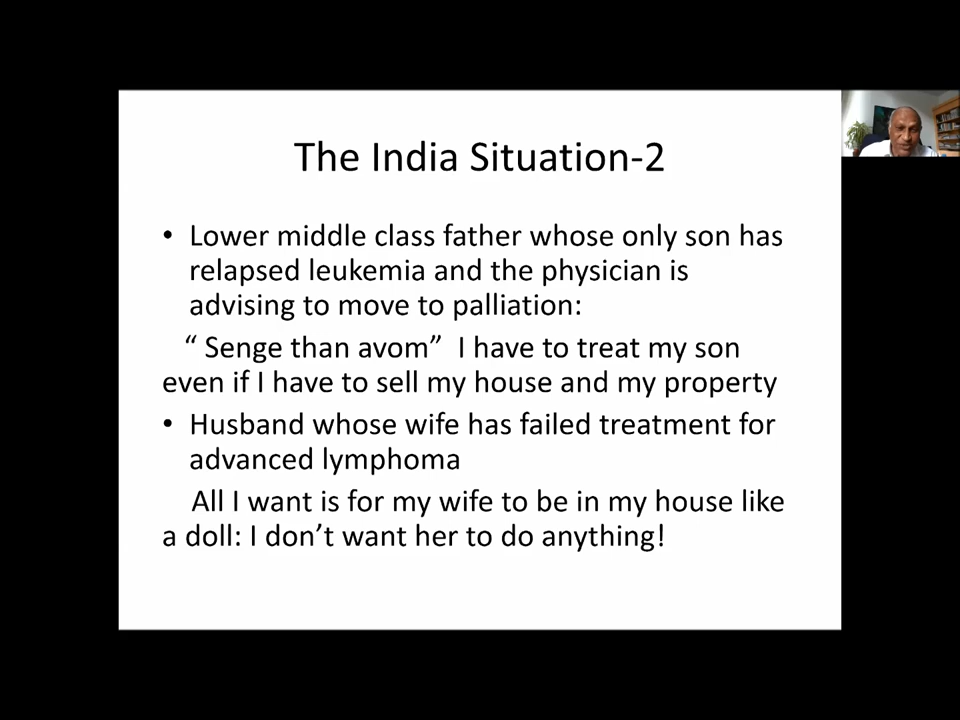 The India Situation-2
• Lower middle class father whose only son has
relapsed leukemia and the physician is
advising to move to palliation:
“ Senge than avom” I have to treat my son
even if I have to sell my house and my property
• Husband whose wife has failed treatment for
advanced lymphoma
All I want is for my wife to be in my house like
a doll: I don’t want her to do anything!